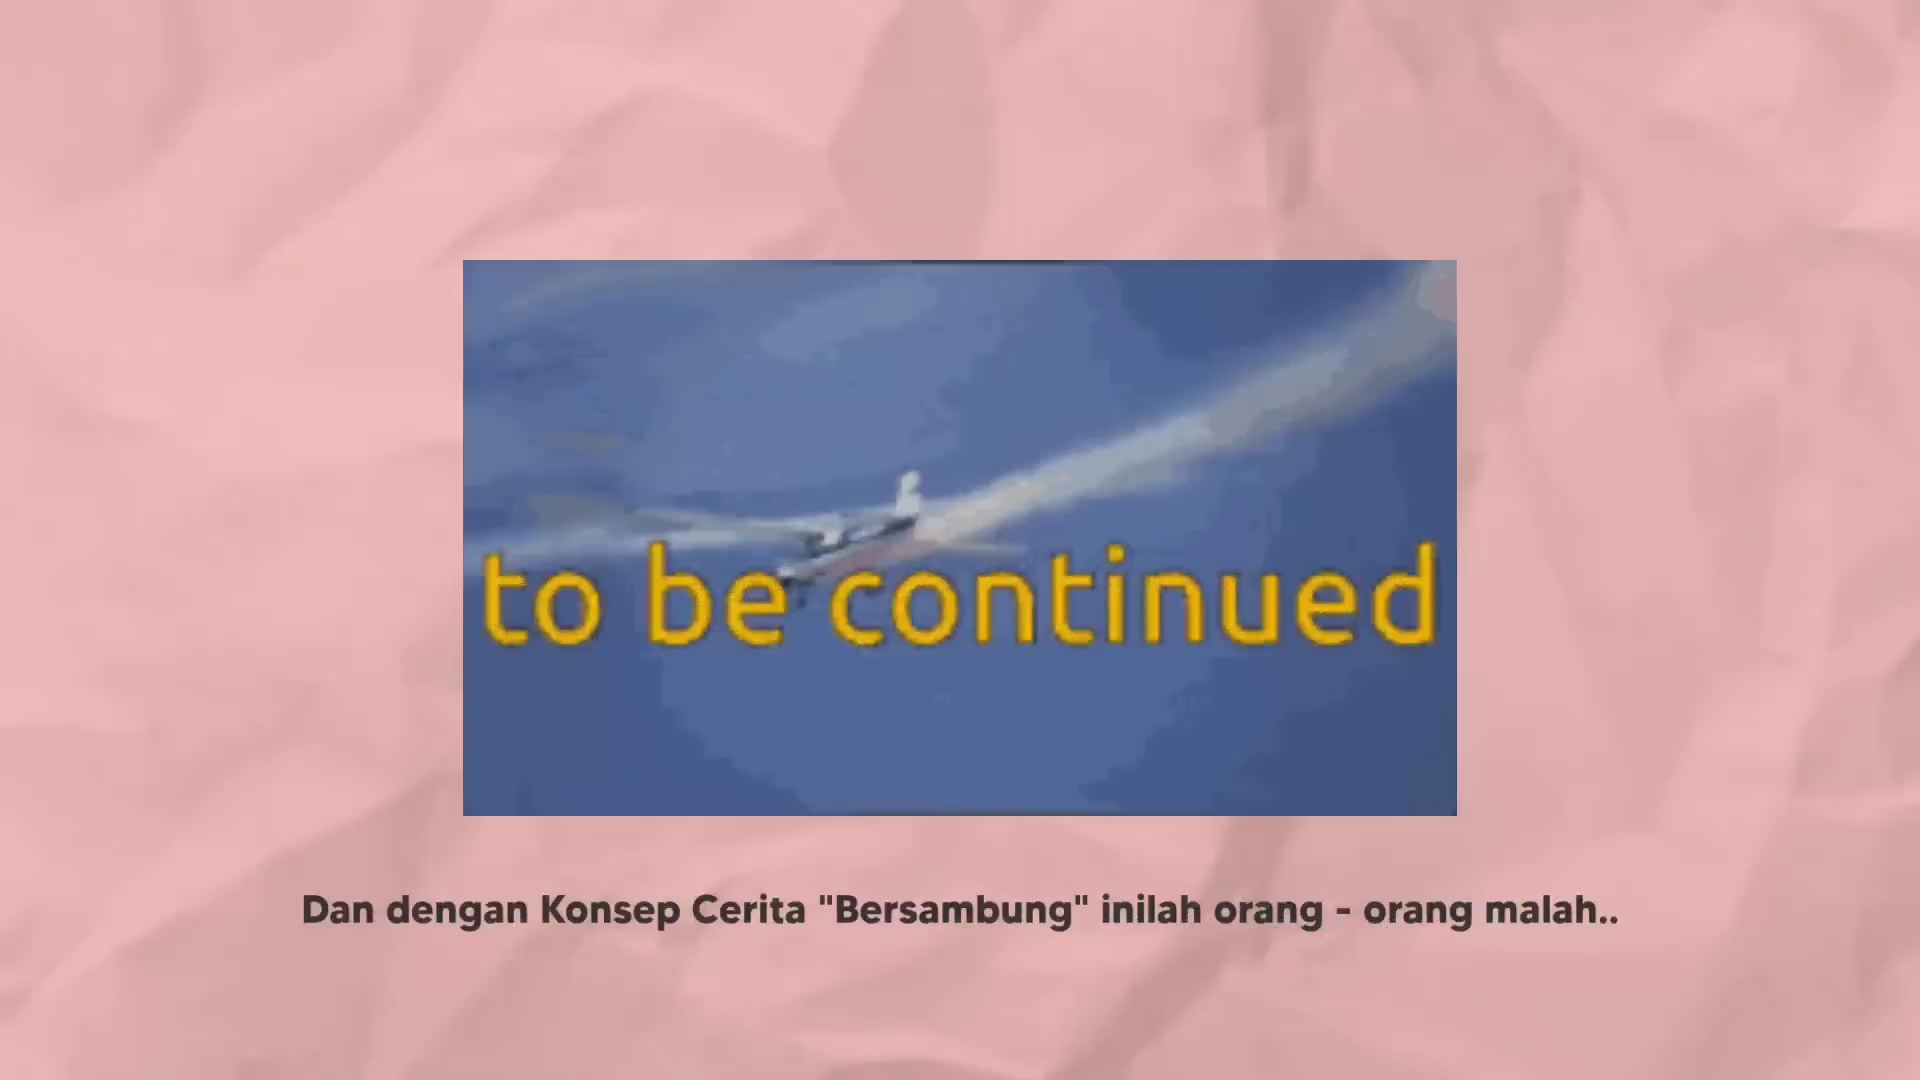 to be continued
Dan dengan Konsep Cerita "Bersambung" inilah orang - orang malah..